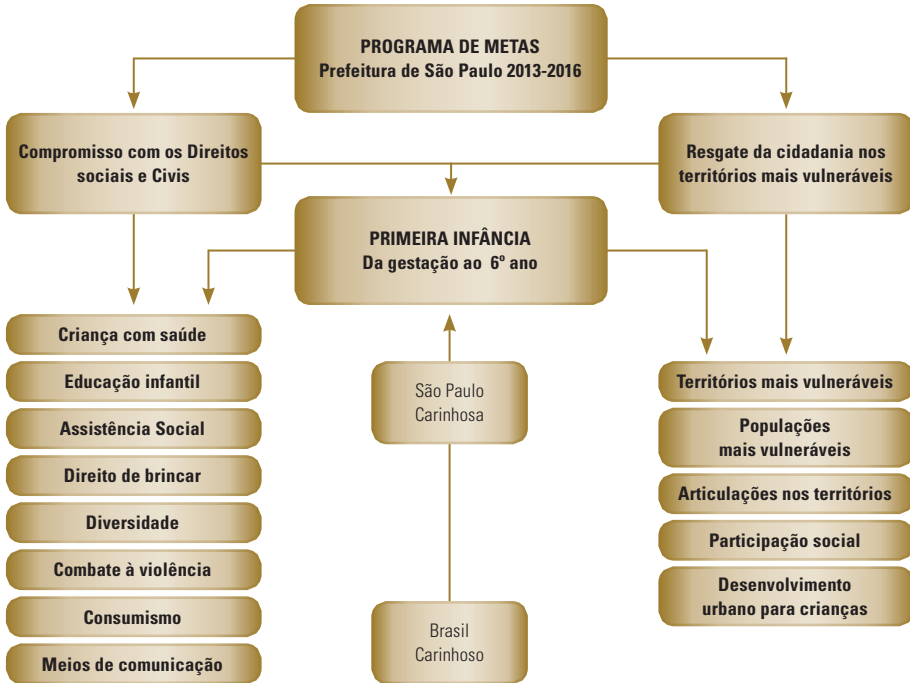 PROGRAMA DE METAS
Prefeitura de São Paulo 2013-2016
Compromisso com os Direitos
sociais e Civis
Resgate da cidadania nos
territórios mais vulneráveis
PRIMEIRA INFÂNCIA
Da gestação ao 6º ano
Criança com saúde
Educação infantil
Assistência Social
Direito de brincar
Diversidade
Combate à violência
Consumismo
Meios de comunicação
São Paulo
Carinhosa
Brasil
Carinhoso
Territórios mais vulneráveis
Populações
mais vulneráveis
Articulações nos territórios
Participação social
Desenvolvimento
urbano para crianças